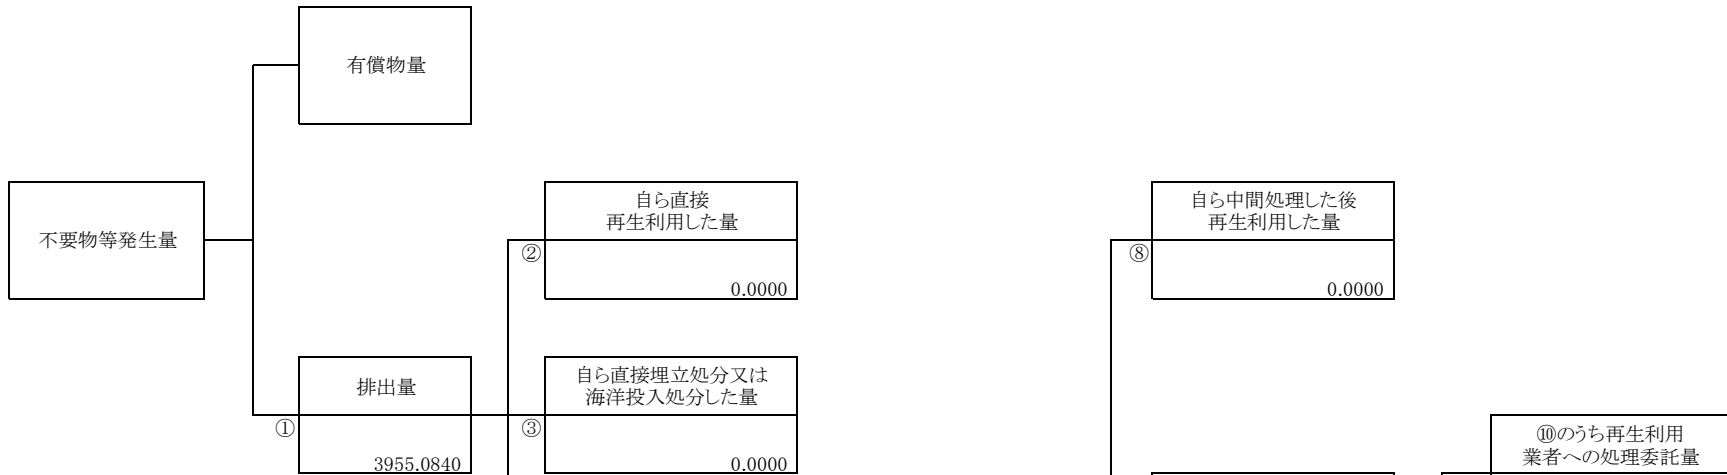 有償物量
不要物等発生量
自ら直接
再生利用した量
②
0.0000
自ら中間処理した後
再生利用した量
⑧
0.0000
排出量
①
3955.0840
自ら直接埋立処分又は
海洋投入処分した量
③
0.0000
⑩のうち再生利用
業者への処理委託量